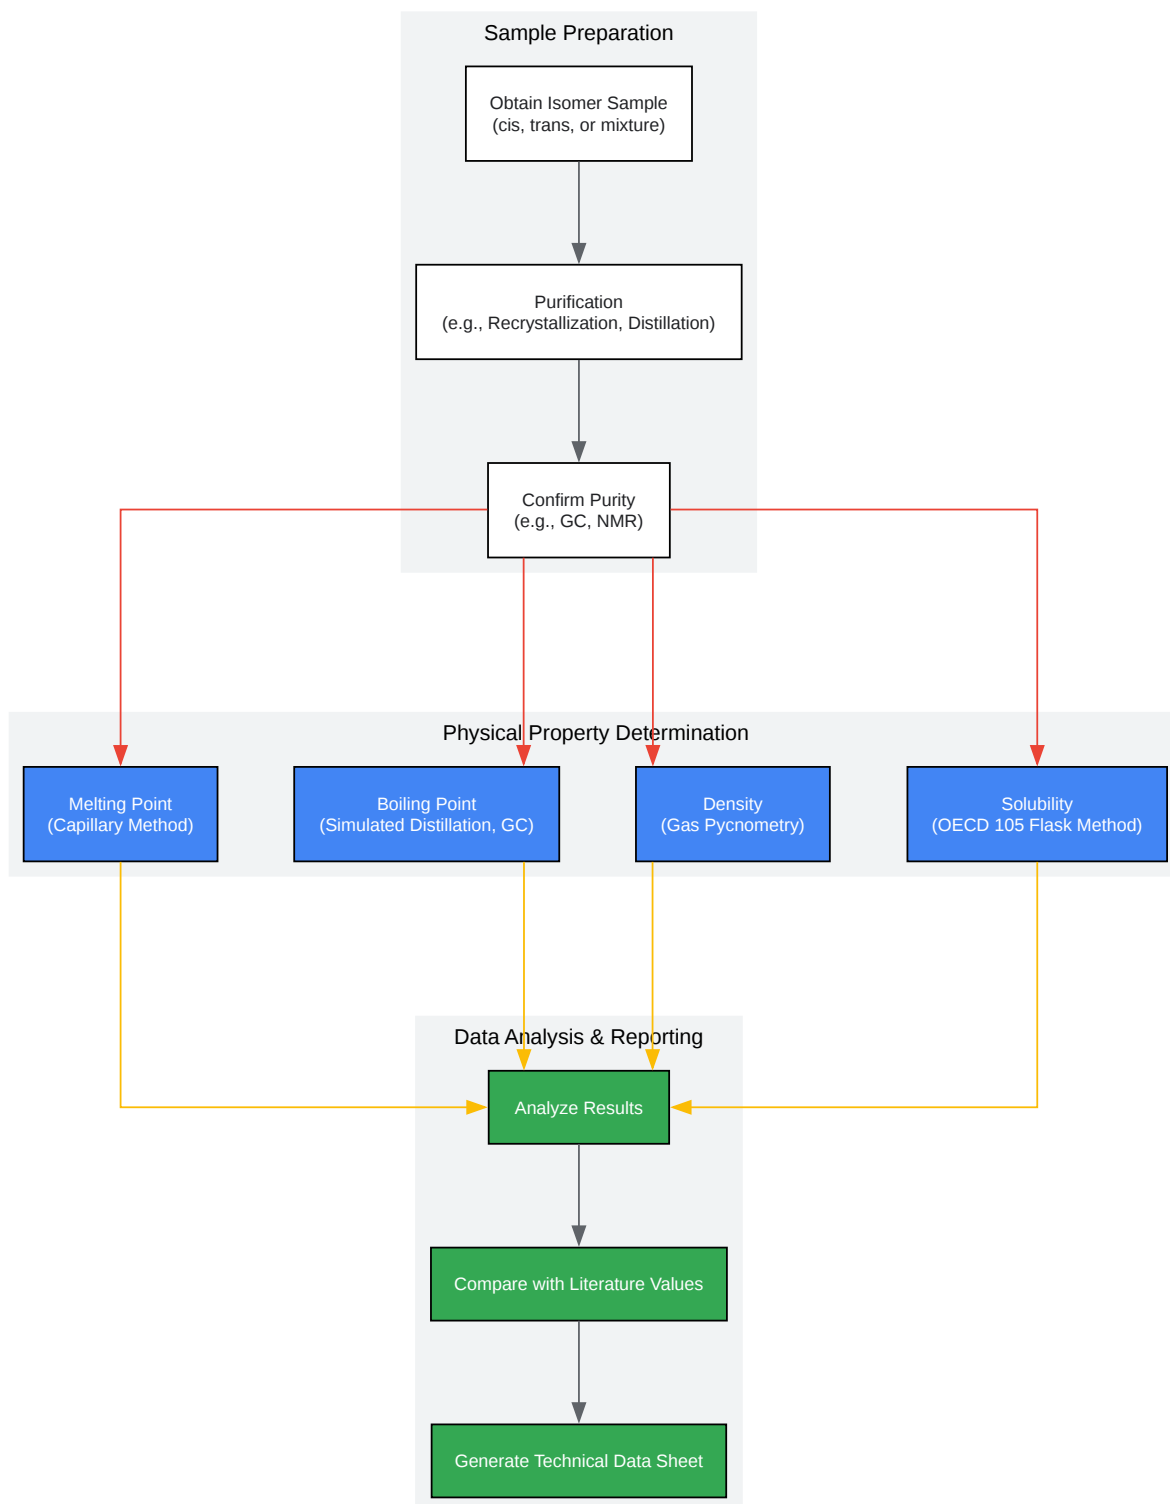 Sample Preparation
Obtain Isomer Sample
(cis, trans, or mixture)
Purification
(e.g., Recrystallization, Distillation)
Confirm Purity
(e.g., GC, NMR)
Physical Property Determination
Melting Point
(Capillary Method)
Boiling Point
(Simulated Distillation, GC)
Density
(Gas Pycnometry)
Solubility
(OECD 105 Flask Method)
Data Analysis & Reporting
Analyze Results
Compare with Literature Values
Generate Technical Data Sheet